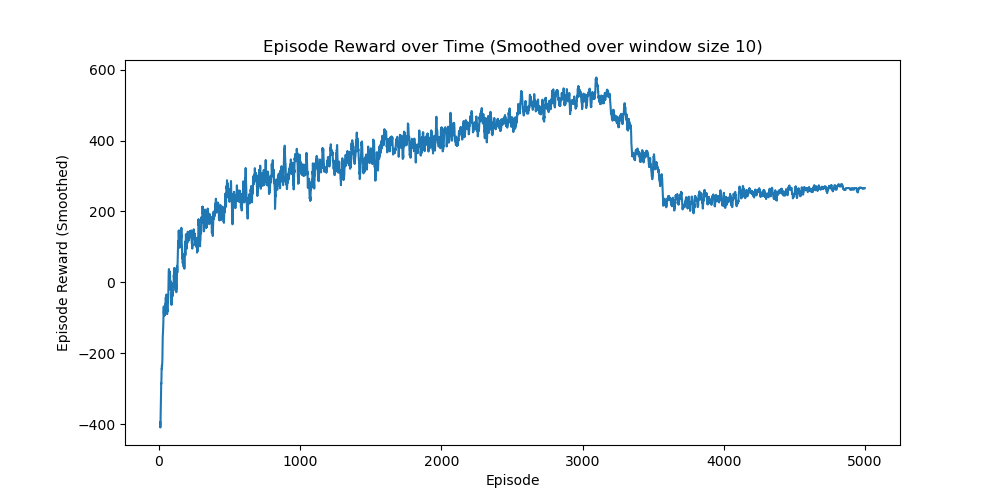 Episode Reward over Time (Smoothed over window size 10)
Episode Reward (Smoothed)
600
400
200
0
−200
−400
0 1000 2000 3000 4000 5000
Episode